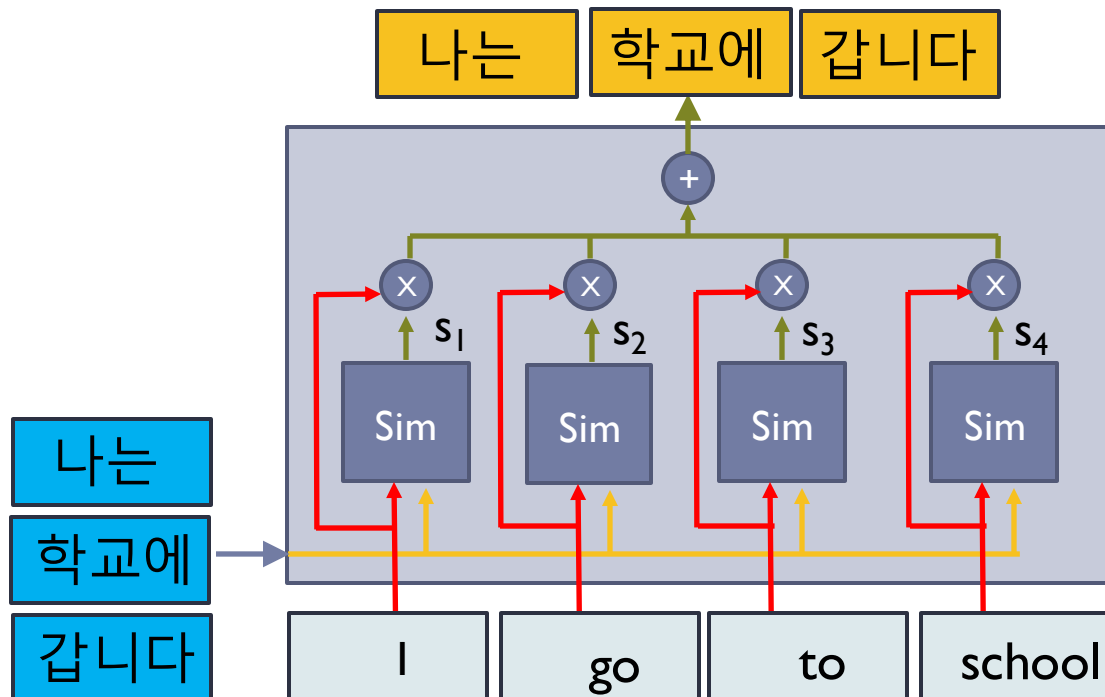 나는 학교에 갑니다
+
X X X X
s1 s2 s3 s4
Sim Sim Sim Sim
나는
학교에
갑니다
I go to school